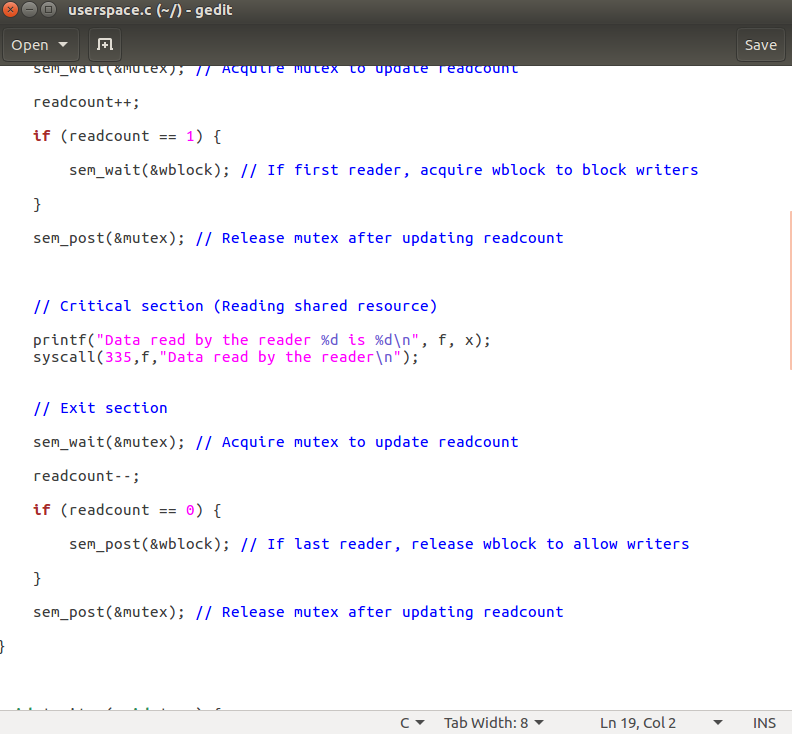 userspace.c (~/) - gedit
Open
Save
sem_wait(&mutex); // Acquire mutex to update readcount
readcount++;
if (readcount == 1) {
sem_wait(&wblock); // If first reader, acquire wblock to block writers
}
sem_post(&mutex); // Release mutex after updating readcount
// Critical section (Reading shared resource)
printf("Data read by the reader %d is %d\n", f, x);
syscall(335,f,"Data read by the reader\n");
// Exit section
sem_wait(&mutex); // Acquire mutex to update readcount
readcount--;
if (readcount == 0) {
sem_post(&wblock); // If last reader, release wblock to allow writers
}
sem_post(&mutex); // Release mutex after updating readcount
}
C Tab Width: 8 Ln 19, Col 2 INS